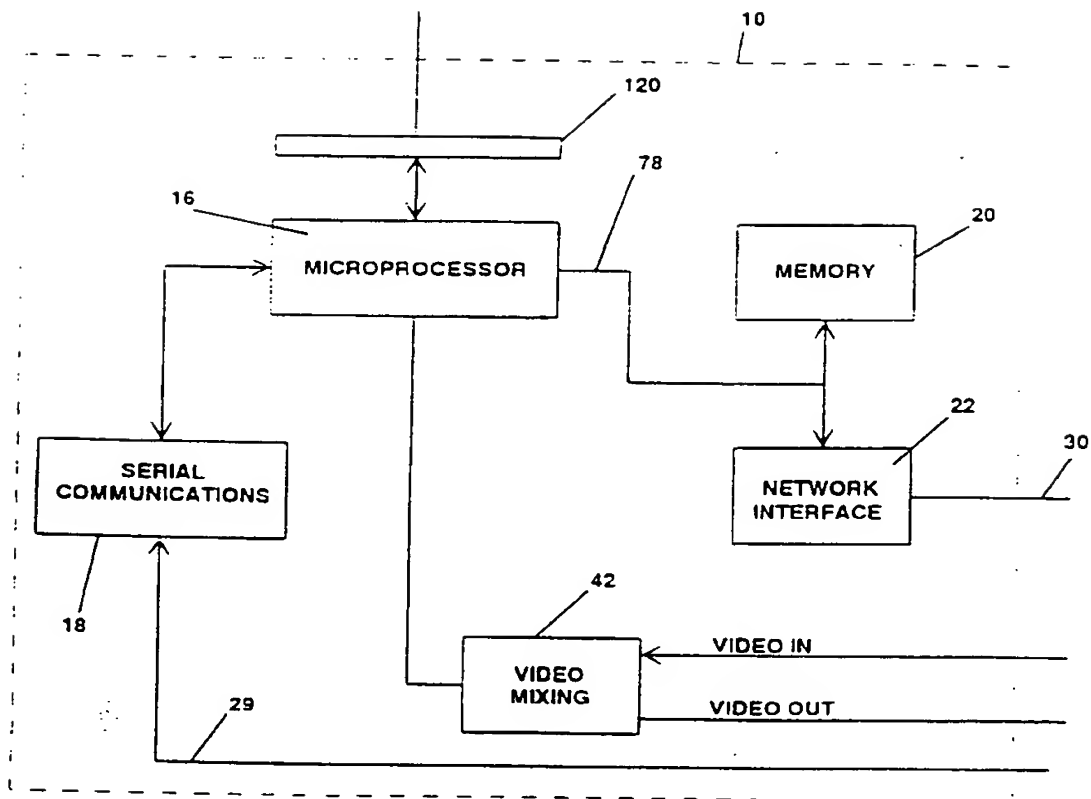 10
120
78
16
MICROPROCESSOR
20
MEMORY
22
30
SERIAL
COMMUNICATIONS
NETWORK
INTERFACE
18
42
VIDEO IN
VIDEO
MIXING
VIDEO OUT
29